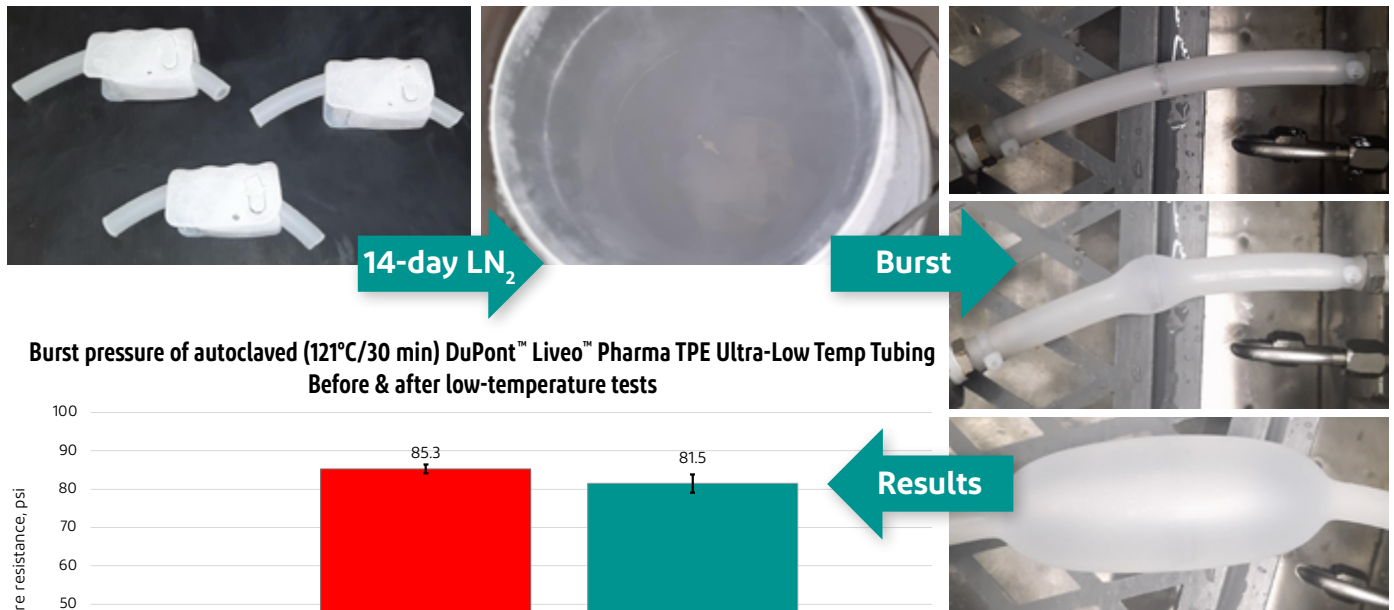 14-day LN₂
Burst
Burst pressure of autoclaved (121°C/30 min) DuPont™ Liveo™ Pharma TPE Ultra-Low Temp Tubing
Before & after low-temperature tests
100
90
80
70
60
50
re resistance, psi
85.3
81.5
Results